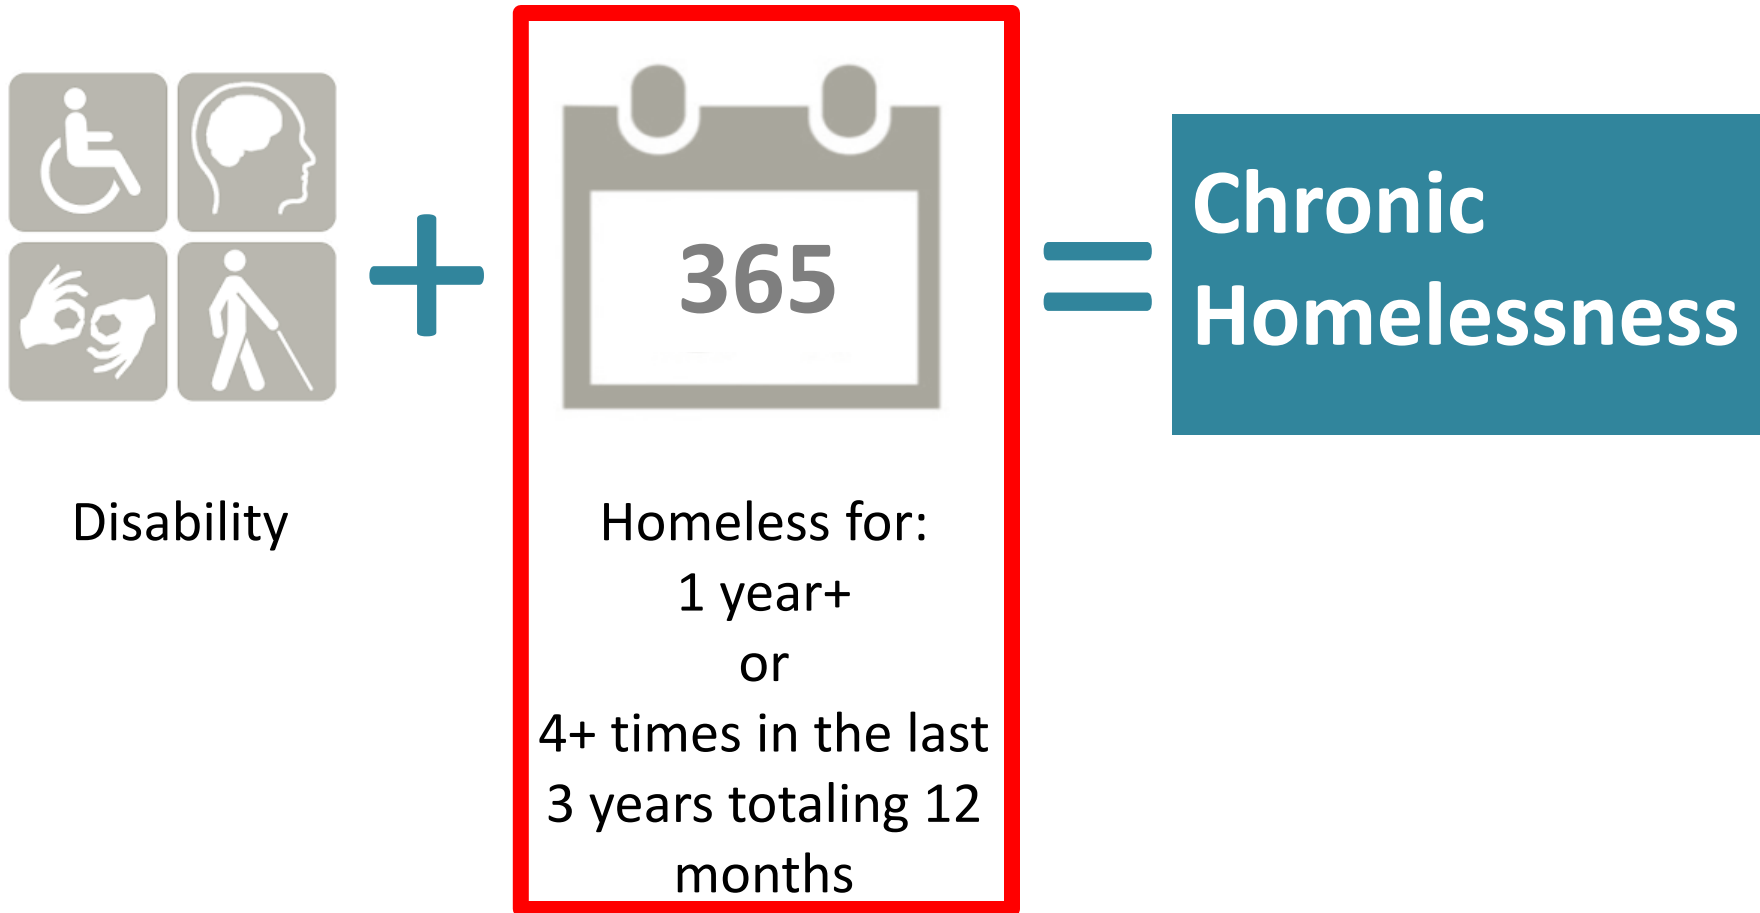 365
Chronic
Homelessness
Disability
Homeless for:
1 year+
or
4+ times in the last
3 years totaling 12
months